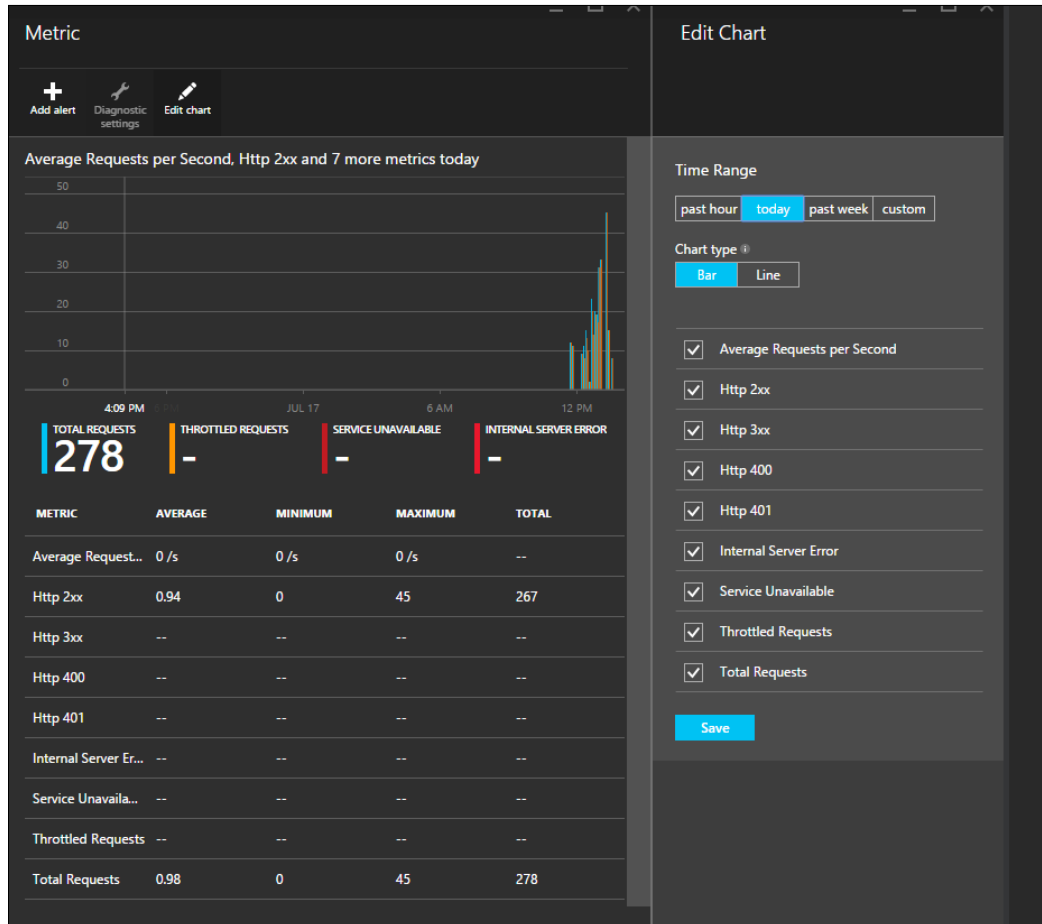 Metric
Add alert
Diagnostic settings
Edit chart
Average Requests per Second, Http 2xx and 7 more metrics today
50
40
30
20
10
0
4:09 PM
JUL 17
6 AM
12 PM
TOTAL REQUESTS
278
THROTTLED REQUESTS
-
SERVICE UNAVAILABLE
-
INTERNAL SERVER ERROR
-
METRIC AVERAGE MINIMUM MAXIMUM TOTAL
Average Request... 0 /s 0 /s 0 /s --
Http 2xx 0.94 0 45 267
Http 3xx -- -- -- --
Http 400 -- -- -- --
Http 401 -- -- -- --
Internal Server Er... -- -- -- --
Service Unavaila... -- -- -- --
Throttled Requests -- -- -- --
Total Requests 0.98 0 45 278
Edit Chart
Time Range
past hour today past week custom
Chart type
Bar Line
Average Requests per Second
Http 2xx
Http 3xx
Http 400
Http 401
Internal Server Error
Service Unavailable
Throttled Requests
Total Requests
Save